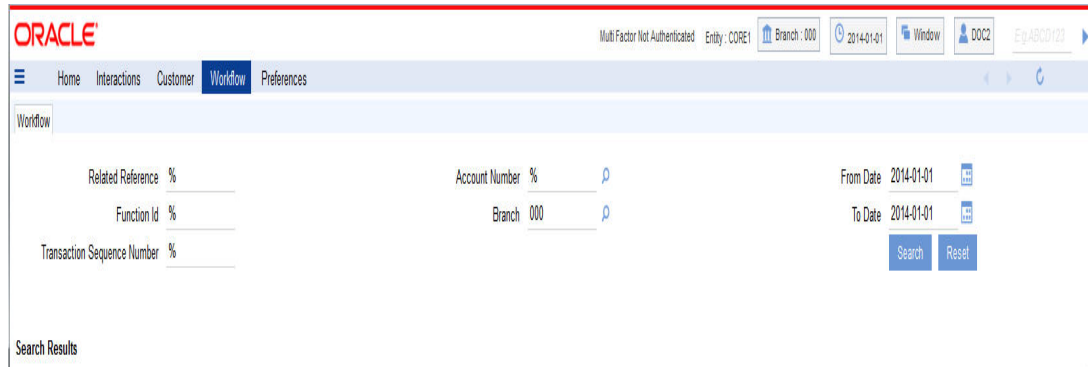 ORACLE
Multi Factor Not Authenticated Entity : CORE1 Branch : 000 2014-01-01 Window DOC2 E.g.ABCD123
Home Interactions Customer Workflow Preferences
Workflow
Related Reference % Account Number % From Date 2014-01-01
Function Id % Branch 000 To Date 2014-01-01
Transaction Sequence Number % Search Reset
Search Results